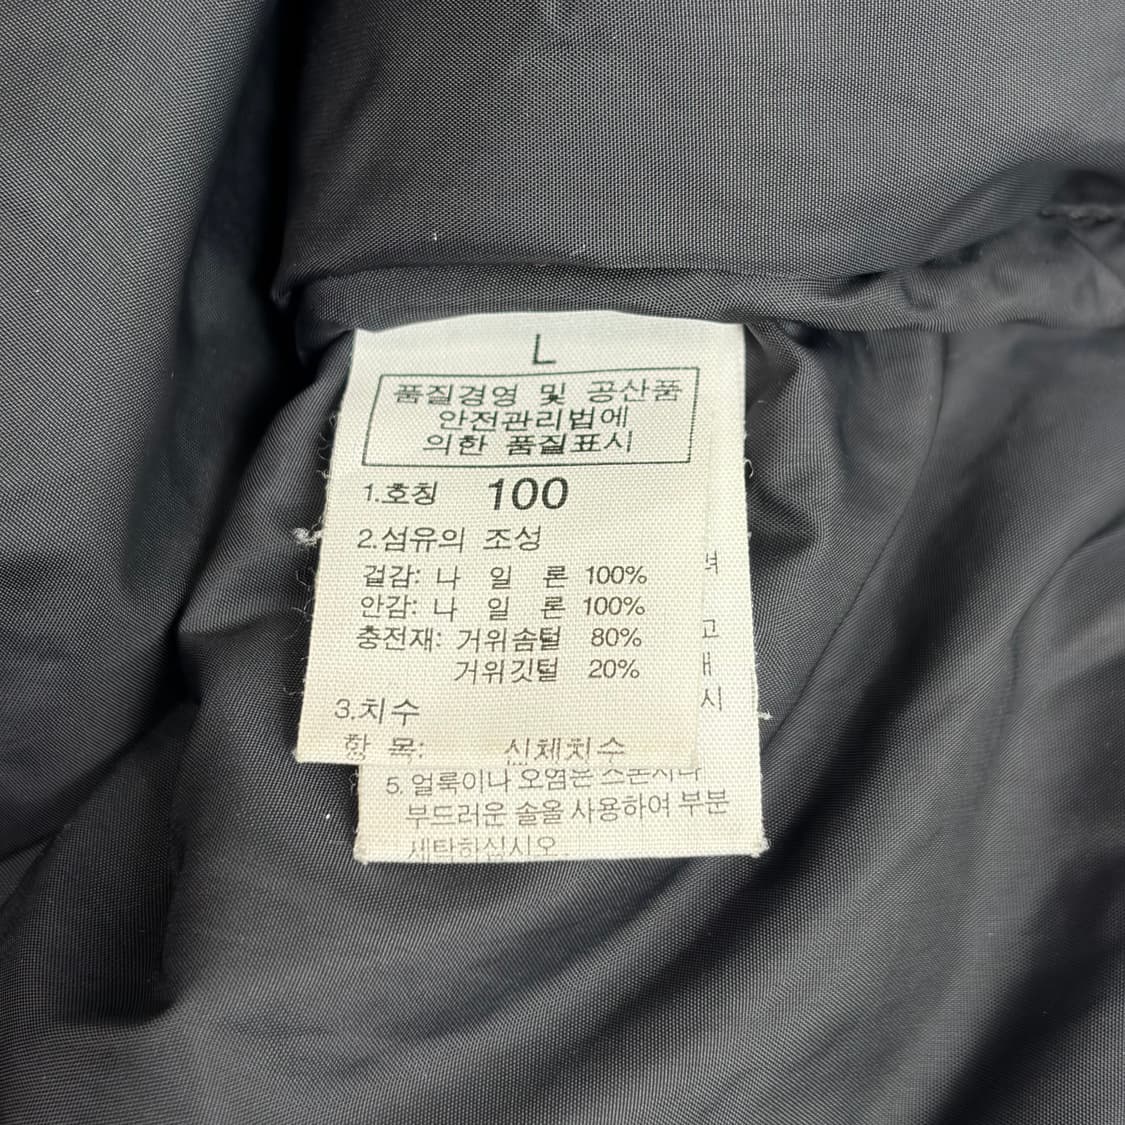 L
품질경영 및 공산품
안전관리법에
의한 품질표시
1.호칭 100
2.섬유의 조성
겉감: 나 일 론 100%
안감: 나 일 론 100%
충전재: 거위솜털 80%
거위깃털 20%
3.치수
항 목: 신체치수
려
고
시
5. 얼룩이나 오염은 스폰지나
부드러운 솔올 사용하여 부분
세탁하십시오.